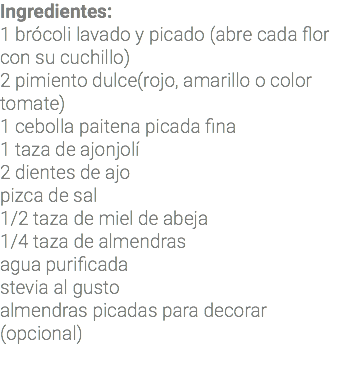 Ingredientes:
1 brócoli lavado y picado (abre cada flor
con su cuchillo)
2 pimiento dulce(rojo, amarillo o color
tomate)
1 cebolla paitena picada fina
1 taza de ajonjolí
2 dientes de ajo
pizca de sal
1/2 taza de miel de abeja
1/4 taza de almendras
agua purificada
stevia al gusto
almendras picadas para decorar
(opcional)